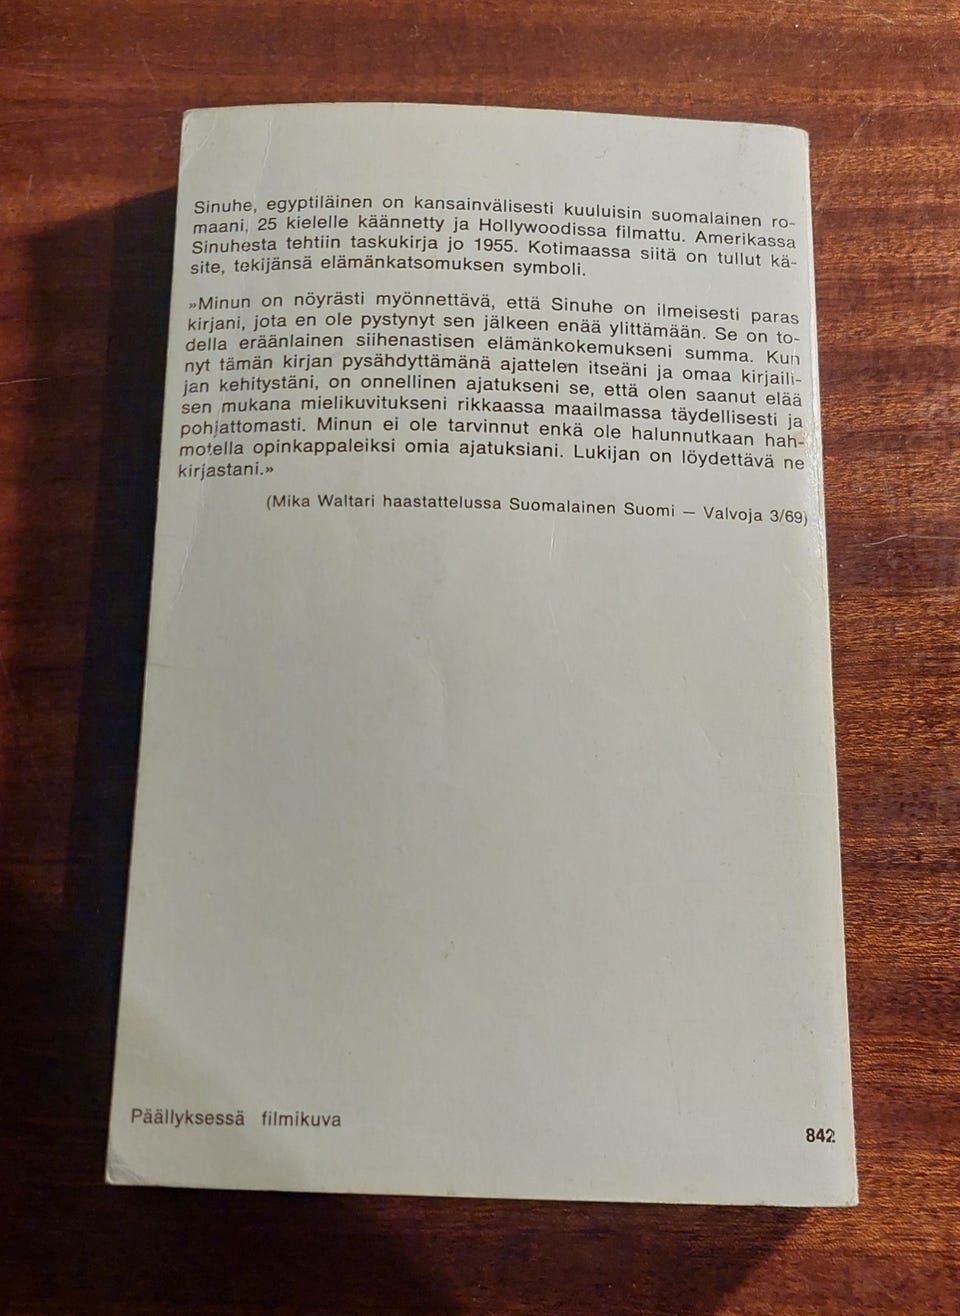 Sinuhe, egyptiläinen on kansainvälisesti kuuluisin suomalainen ro-
maani, 25 kielelle käännetty ja Hollywoodissa filmattu. Amerikassa
Sinuhesta tehtiin taskukirja jo 1955. Kotimaassa siitä on tullut kä-
site, tekijänsä elämänkatsomuksen symboli.
»Minun on nöyrästi myönnettävä, että Sinuhe on ilmeisesti paras
kirjani, jota en ole pystynyt sen jälkeen enää ylittämään. Se on to-
della eräänlainen siihenastisen elämänkokemukseni summa. Kun
nyt tämän kirjan pysähdyttämänä ajattelen itseäni ja omaa kirjaili-
jan kehitystäni, on onnellinen ajatukseni se, että olen saanut elää
sen mukana mielikuvitukseni rikkaassa maailmassa täydellisesti ja
pohjattomasti. Minun ei ole tarvinnut enkä ole halunnutkaan hah-
motella opinkappaleiksi omia ajatuksiani. Lukijan on löydettävä ne
kirjastani.»
(Mika Waltari haastattelussa Suomalainen Suomi — Valvoja 3/69)
Päällyksessä filmikuva
842